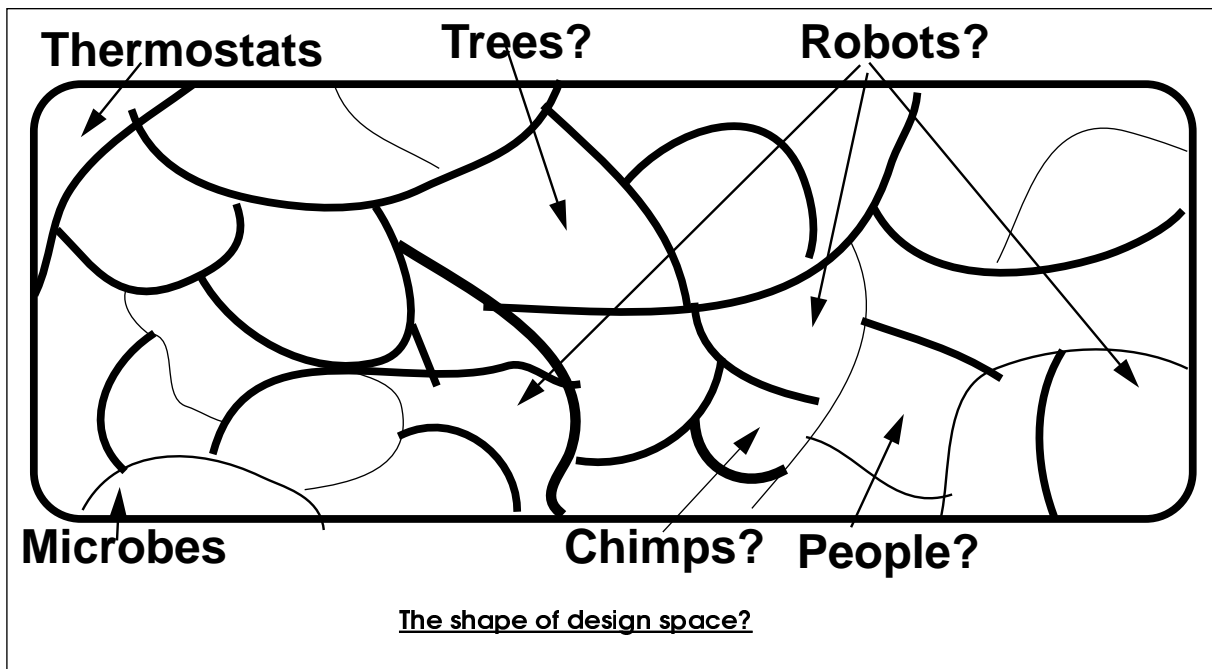 Thermostats
Trees?
Robots?
Microbes
Chimps?
People?
The shape of design space?